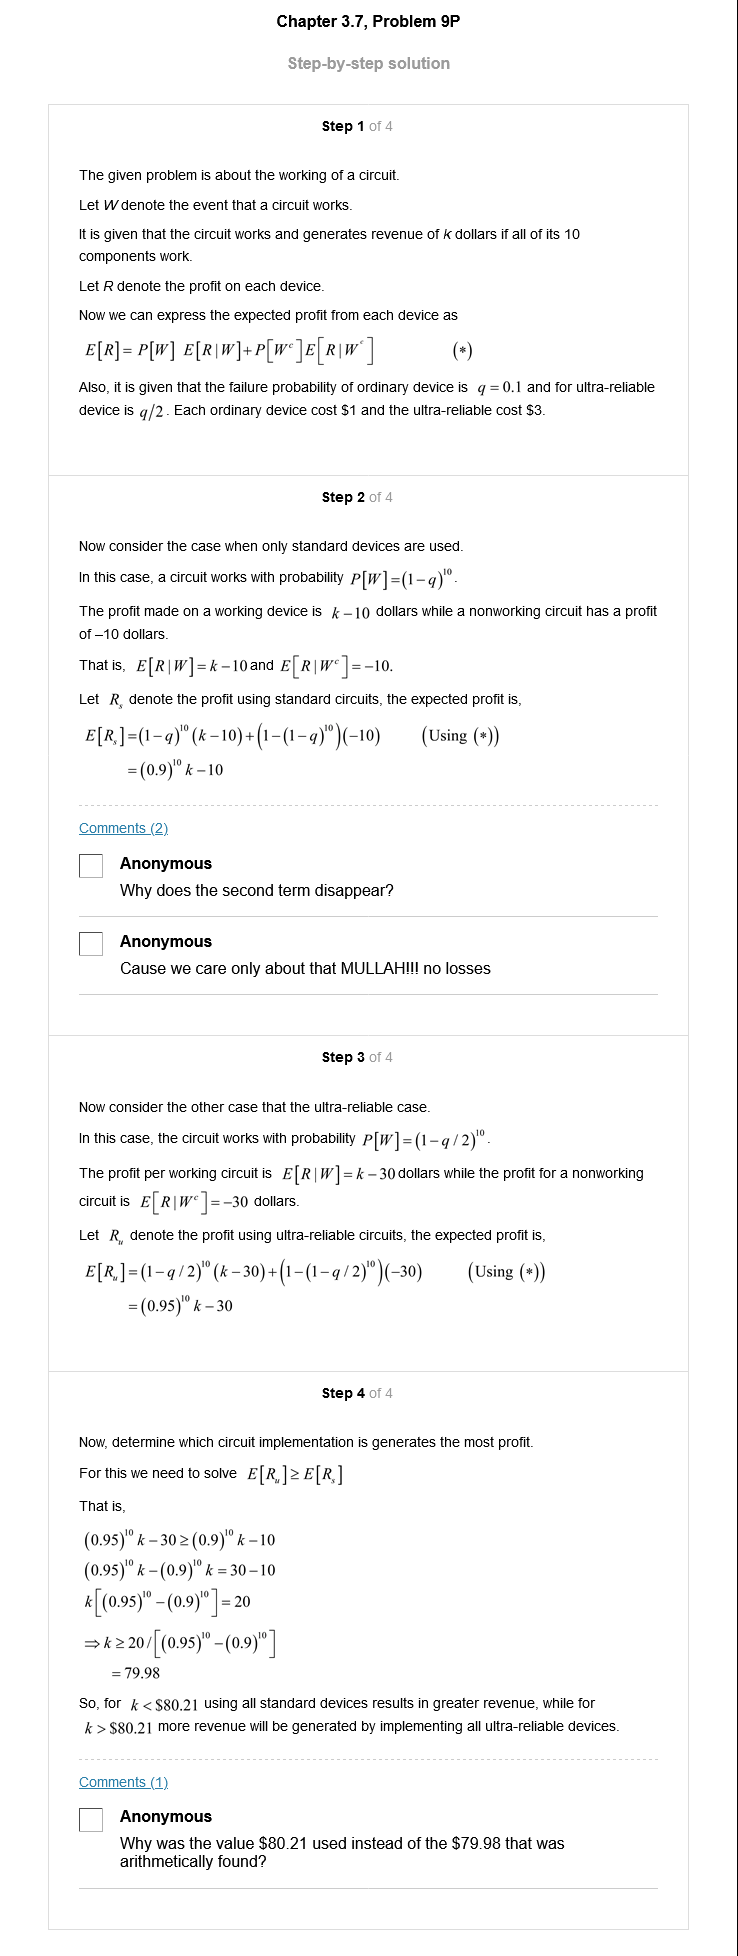 Chapter 3.7, Problem 9P
Step-by-step solution
Step 1 of 4
The given problem is about the working of a circuit.
Let W denote the event that a circuit works.
It is given that the circuit works and generates revenue of k dollars if all of its 10
components work.
Let R denote the profit on each device.
Now we can express the expected profit from each device as
E[R] = P[W] E[R|W] + P[W^c]E[R|W^c] (*)
Also, it is given that the failure probability of ordinary device is q = 0.1 and for ultra-reliable
device is q/2. Each ordinary device cost $1 and the ultra-reliable cost $3.
Step 2 of 4
Now consider the case when only standard devices are used.
In this case, a circuit works with probability P[W] = (1−q)^10.
The profit made on a working device is k−10 dollars while a nonworking circuit has a profit
of –10 dollars.
That is, E[R|W] = k−10 and E[R|W^c] = −10.
Let R_s denote the profit using standard circuits, the expected profit is,
E[R_s] = (1−q)^10 (k−10) + (1−(1−q)^10)(−10) (Using (*))
= (0.9)^10 k − 10
Comments (2)
Anonymous
Why does the second term disappear?
Anonymous
Cause we care only about that MULLAH!!! no losses
Step 3 of 4
Now consider the other case that the ultra-reliable case.
In this case, the circuit works with probability P[W] = (1−q/2)^10.
The profit per working circuit is E[R|W] = k−30 dollars while the profit for a nonworking
circuit is E[R|W^c] = −30 dollars.
Let R_u denote the profit using ultra-reliable circuits, the expected profit is,
E[R_u] = (1−q/2)^10 (k−30) + (1−(1−q/2)^10)(−30) (Using (*))
= (0.95)^10 k − 30
Step 4 of 4
Now, determine which circuit implementation is generates the most profit.
For this we need to solve E[R_u] ≥ E[R_s]
That is,
(0.95)^10 k − 30 ≥ (0.9)^10 k − 10
(0.95)^10 k − (0.9)^10 k = 30 − 10
k[(0.95)^10 − (0.9)^10] = 20
⇒ k ≥ 20/[(0.95)^10 − (0.9)^10]
= 79.98
So, for k < $80.21 using all standard devices results in greater revenue, while for
k > $80.21 more revenue will be generated by implementing all ultra-reliable devices.
Comments (1)
Anonymous
Why was the value $80.21 used instead of the $79.98 that was
arithmetically found?